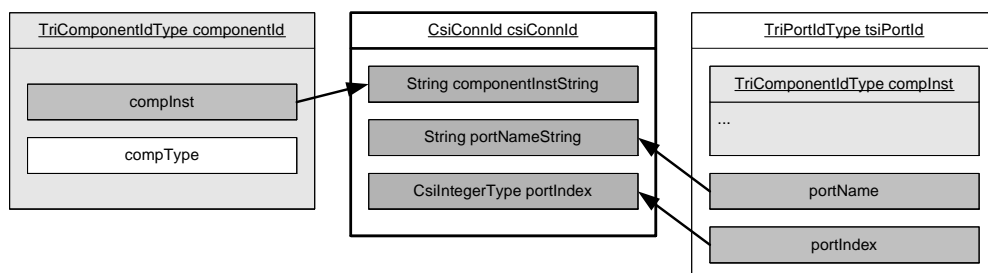 TriComponentIdType componentId
compInst
compType
CsiConnId csiConnId
String componentInstString
String portNameString
CsiIntegerType portIndex
TriPortIdType tsiPortId
TriComponentIdType compInst
...
portName
portIndex